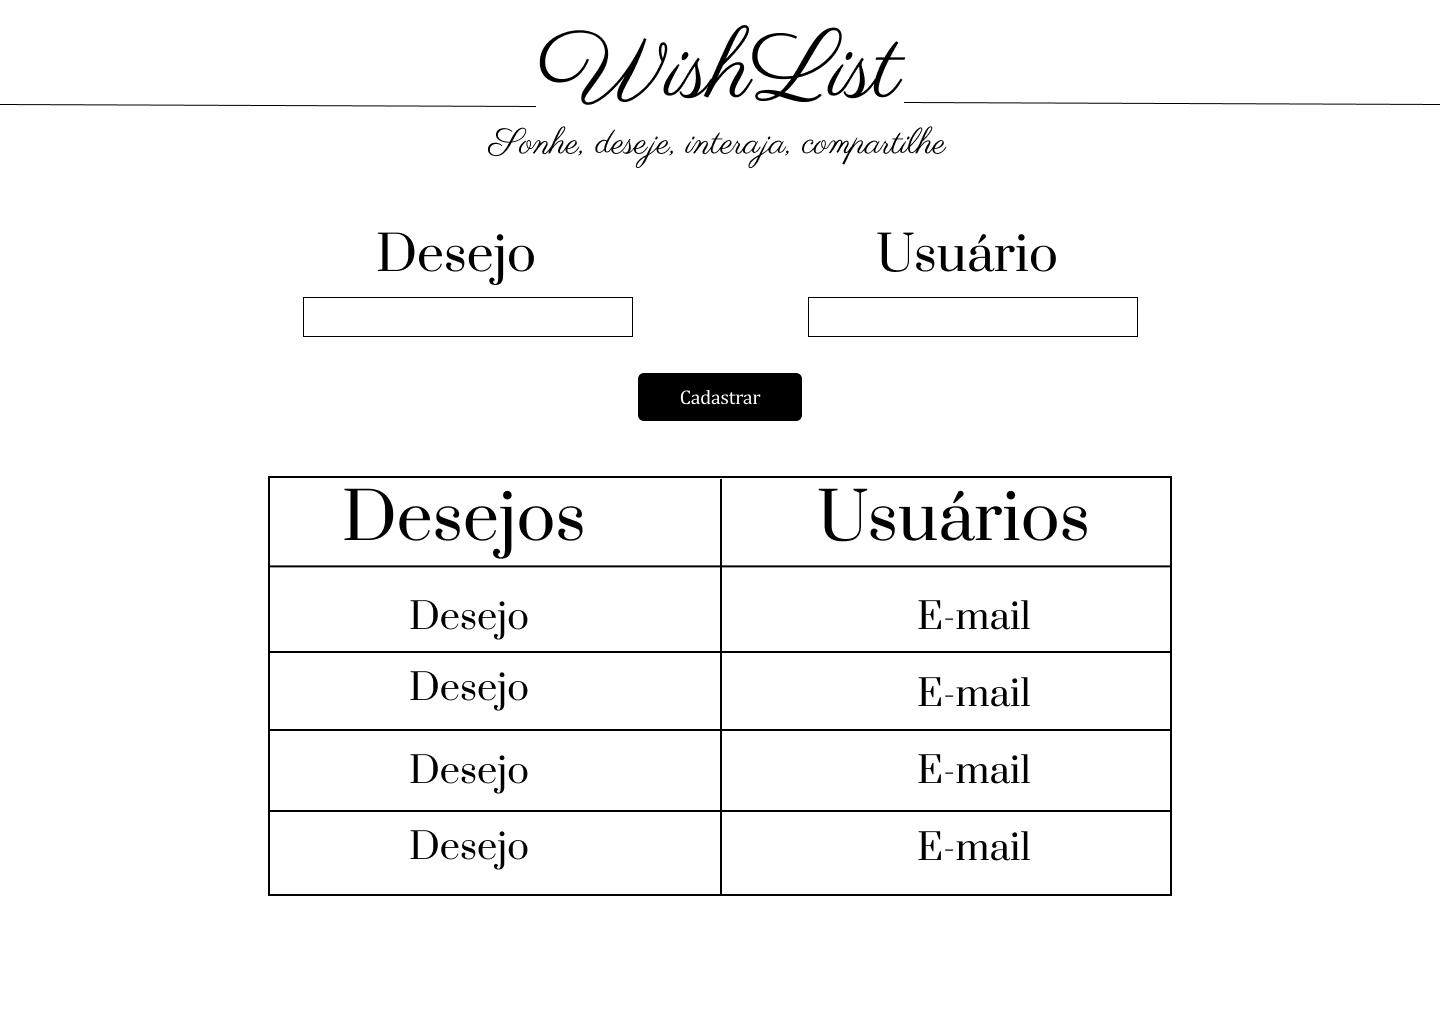 WishList
Sonhe, deseje, interaja, compartilhe
Desejo Usuário
Cadastrar
Desejos Usuários
Desejo E-mail
Desejo E-mail
Desejo E-mail
Desejo E-mail